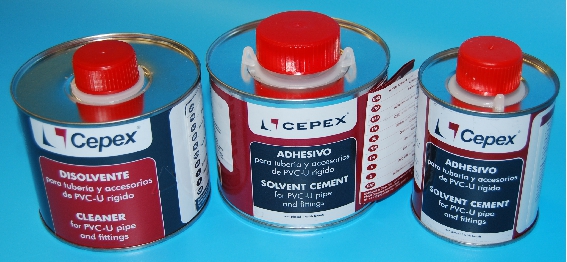 Cepex
DISOLVENTE
para tubería y accesorios
de PVC-U rígido
CLEANER
for PVC-U pipe
and fittings
CEPEX
ADHESIVO
para tubería y accesorios
de PVC-U rígido
SOLVENT CEMENT
for PVC-U pipe
and fittings
Cepex
ADHESIVO
para tubería y accesorios
de PVC-U rígido
SOLVENT CEMENT
for PVC-U pipe
and fittings